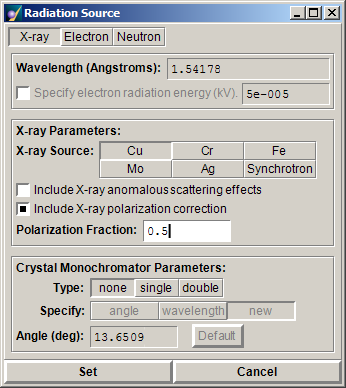 Radiation Source
X-ray Electron Neutron
Wavelength (Angstroms): 1.54178
Specify electron radiation energy (kV). 5e-005
X-ray Parameters:
X-ray Source: Cu Cr Fe
Mo Ag Synchrotron
Include X-ray anomalous scattering effects
Include X-ray polarization correction
Polarization Fraction: 0.5
Crystal Monochromator Parameters:
Type: none single double
Specify: angle wavelength new
Angle (deg): 13.6509 Default
Set Cancel